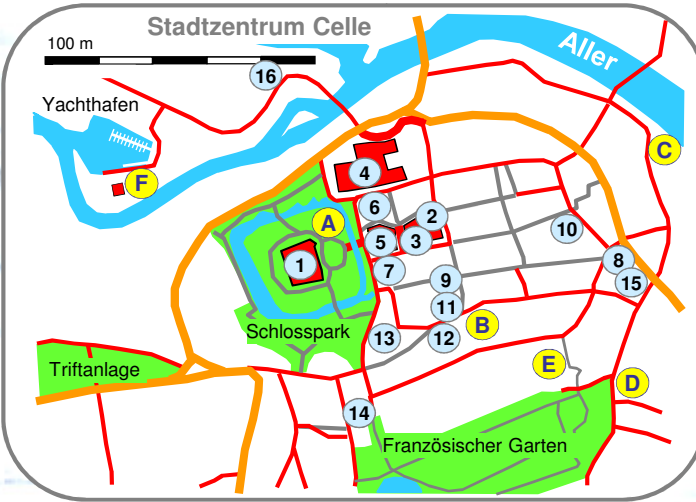 Stadtzentrum Celle
100 m
Aller
16
Yachthafen
C
4
F
6
A
2
5
3
10
1
7
8
9
15
11
Schlosspark
B
13
12
Triftanlage
E
D
14
Französischer Garten